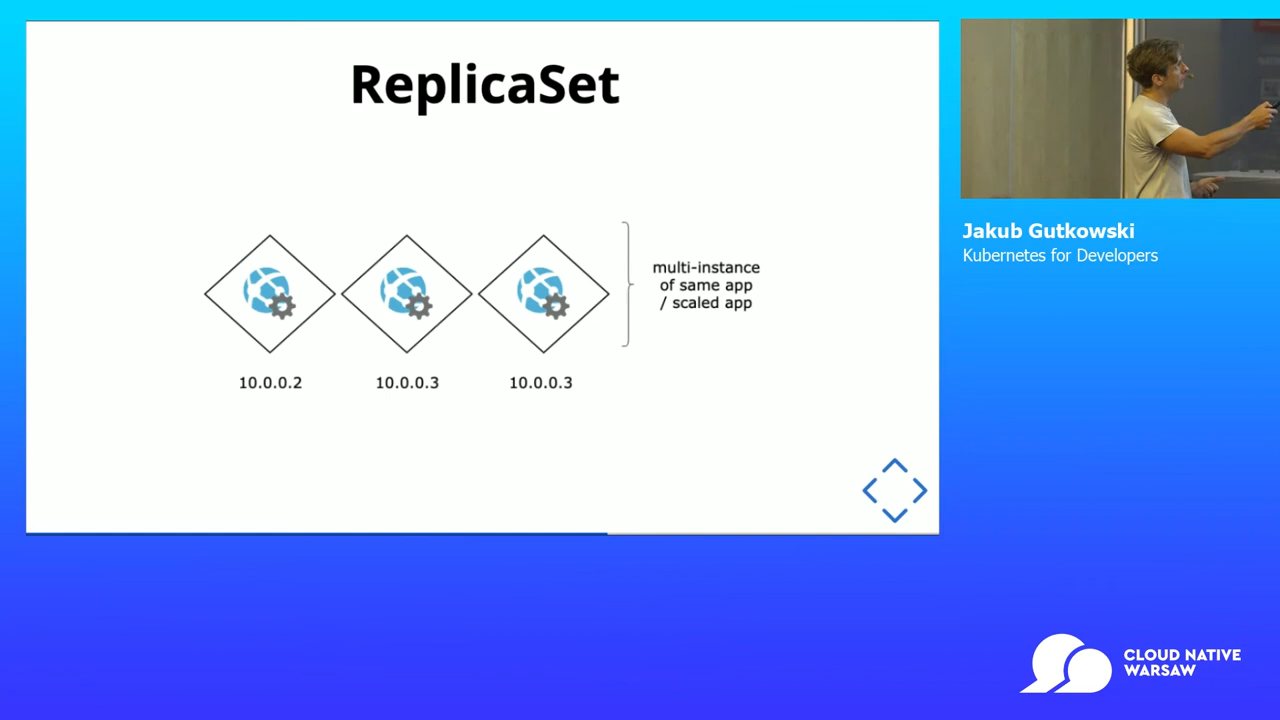 ReplicaSet
multi-instance
of same app
/ scaled app
10.0.0.2
10.0.0.3
10.0.0.3
Jakub Gutkowski
Kubernetes for Developers
CLOUD NATIVE
WARSAW